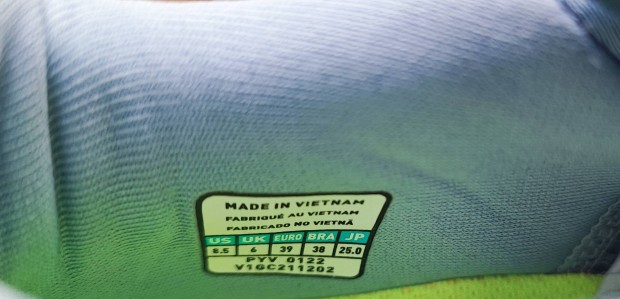 MADE IN VIETNAM
FABRIQUÉ AU VIETNAM
FABRICADO NO VIETNÃ
US UK EURO BRA JP
8.5 6 39 38 25.0
PYV 0122
V1GC211202